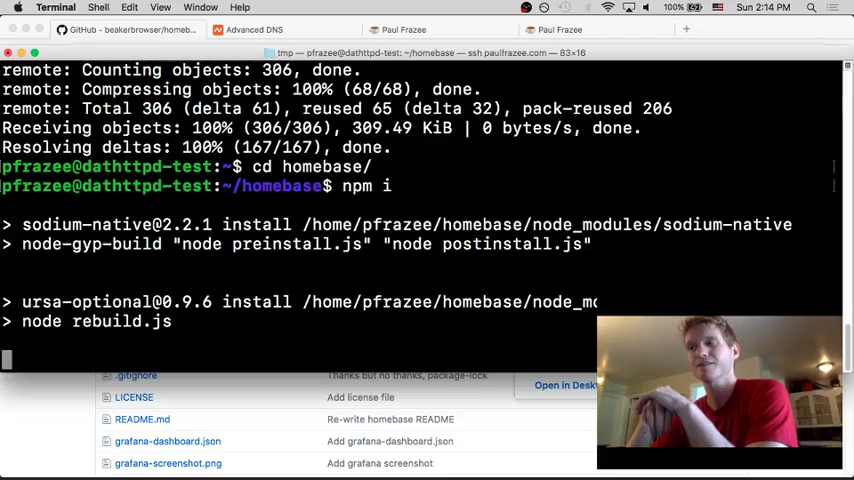 Terminal Shell Edit View Window Help 100% Sun 2:14 PM
GitHub - beakerbrowser/homeb... Advanced DNS Paul Frazee Paul Frazee
tmp — pfrazee@dathttpd-test: ~/homebase — ssh paulfrazee.com — 83×16
remote: Counting objects: 306, done.
remote: Compressing objects: 100% (68/68), done.
remote: Total 306 (delta 61), reused 65 (delta 32), pack-reused 206
Receiving objects: 100% (306/306), 309.49 KiB | 0 bytes/s, done.
Resolving deltas: 100% (167/167), done.
pfrazee@dathttpd-test:~$ cd homebase/
pfrazee@dathttpd-test:~/homebase$ npm i
> sodium-native@2.2.1 install /home/pfrazee/homebase/node_modules/sodium-native
> node-gyp-build "node preinstall.js" "node postinstall.js"
> ursa-optional@0.9.6 install /home/pfrazee/homebase/node_mo
> node rebuild.js
.gitignore Thanks but no thanks, package-lock
Open in Deskt
LICENSE Add license file
README.md Re-write homebase README
grafana-dashboard.json Add grafana-dashboard.json
grafana-screenshot.png Add grafana screenshot